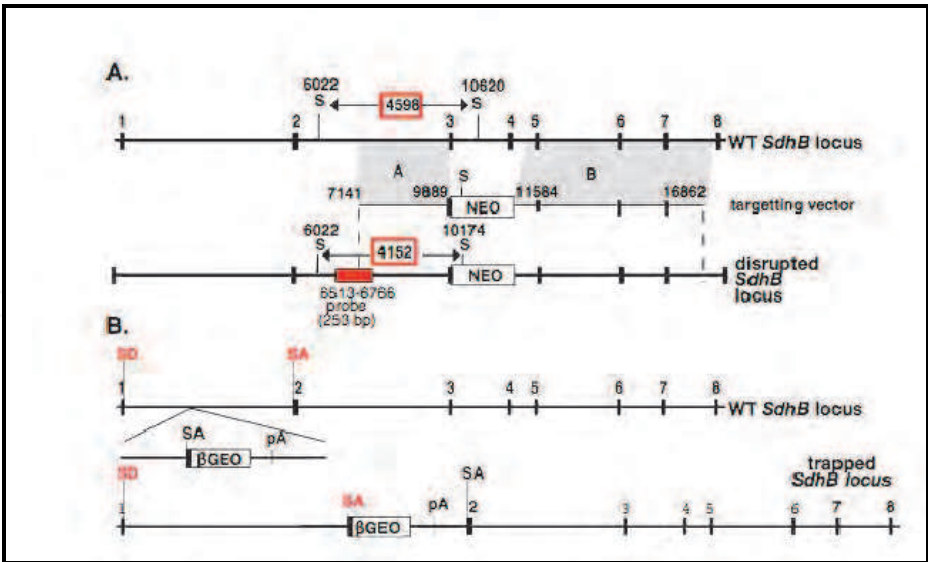 A.
6022 10620
S 4598 S
1 2 3 4 5 6 7 8
WT SdhB locus
A S B
7141 9889 11584 16862
NEO targetting vector
6022 10174
S 4152 S
NEO
disrupted
SdhB
locus
6513-6766
probe
(253 bp)
B.
SD SA
1 2 3 4 5 6 7 8
WT SdhB locus
SA pA
βGEO
trapped
SdhB locus
SD SA pA SA
1 βGEO 2 3 4 5 6 7 8